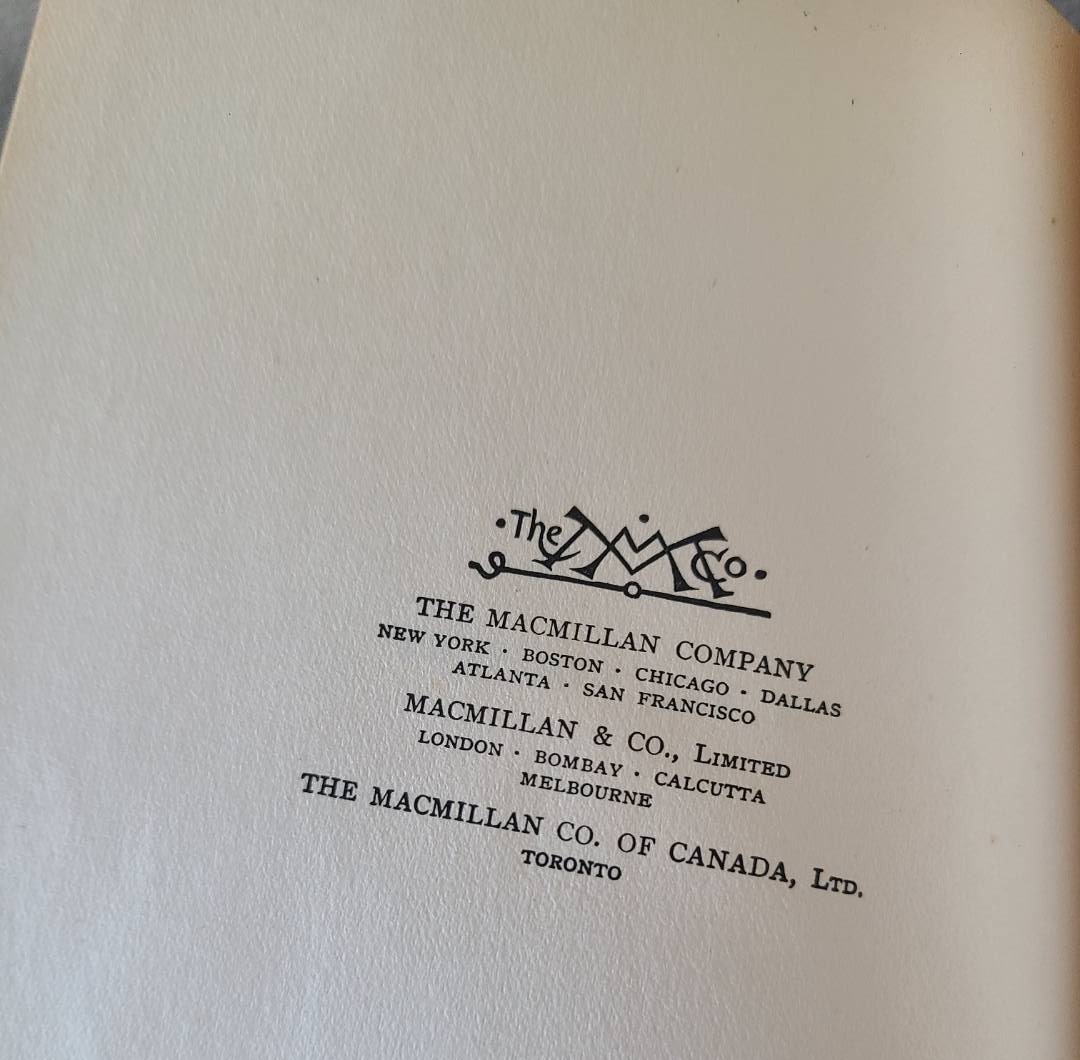 ·The MM Co·
THE MACMILLAN COMPANY
NEW YORK · BOSTON · CHICAGO · DALLAS
ATLANTA · SAN FRANCISCO
MACMILLAN & CO., LIMITED
LONDON · BOMBAY · CALCUTTA
MELBOURNE
THE MACMILLAN CO. OF CANADA, LTD.
TORONTO